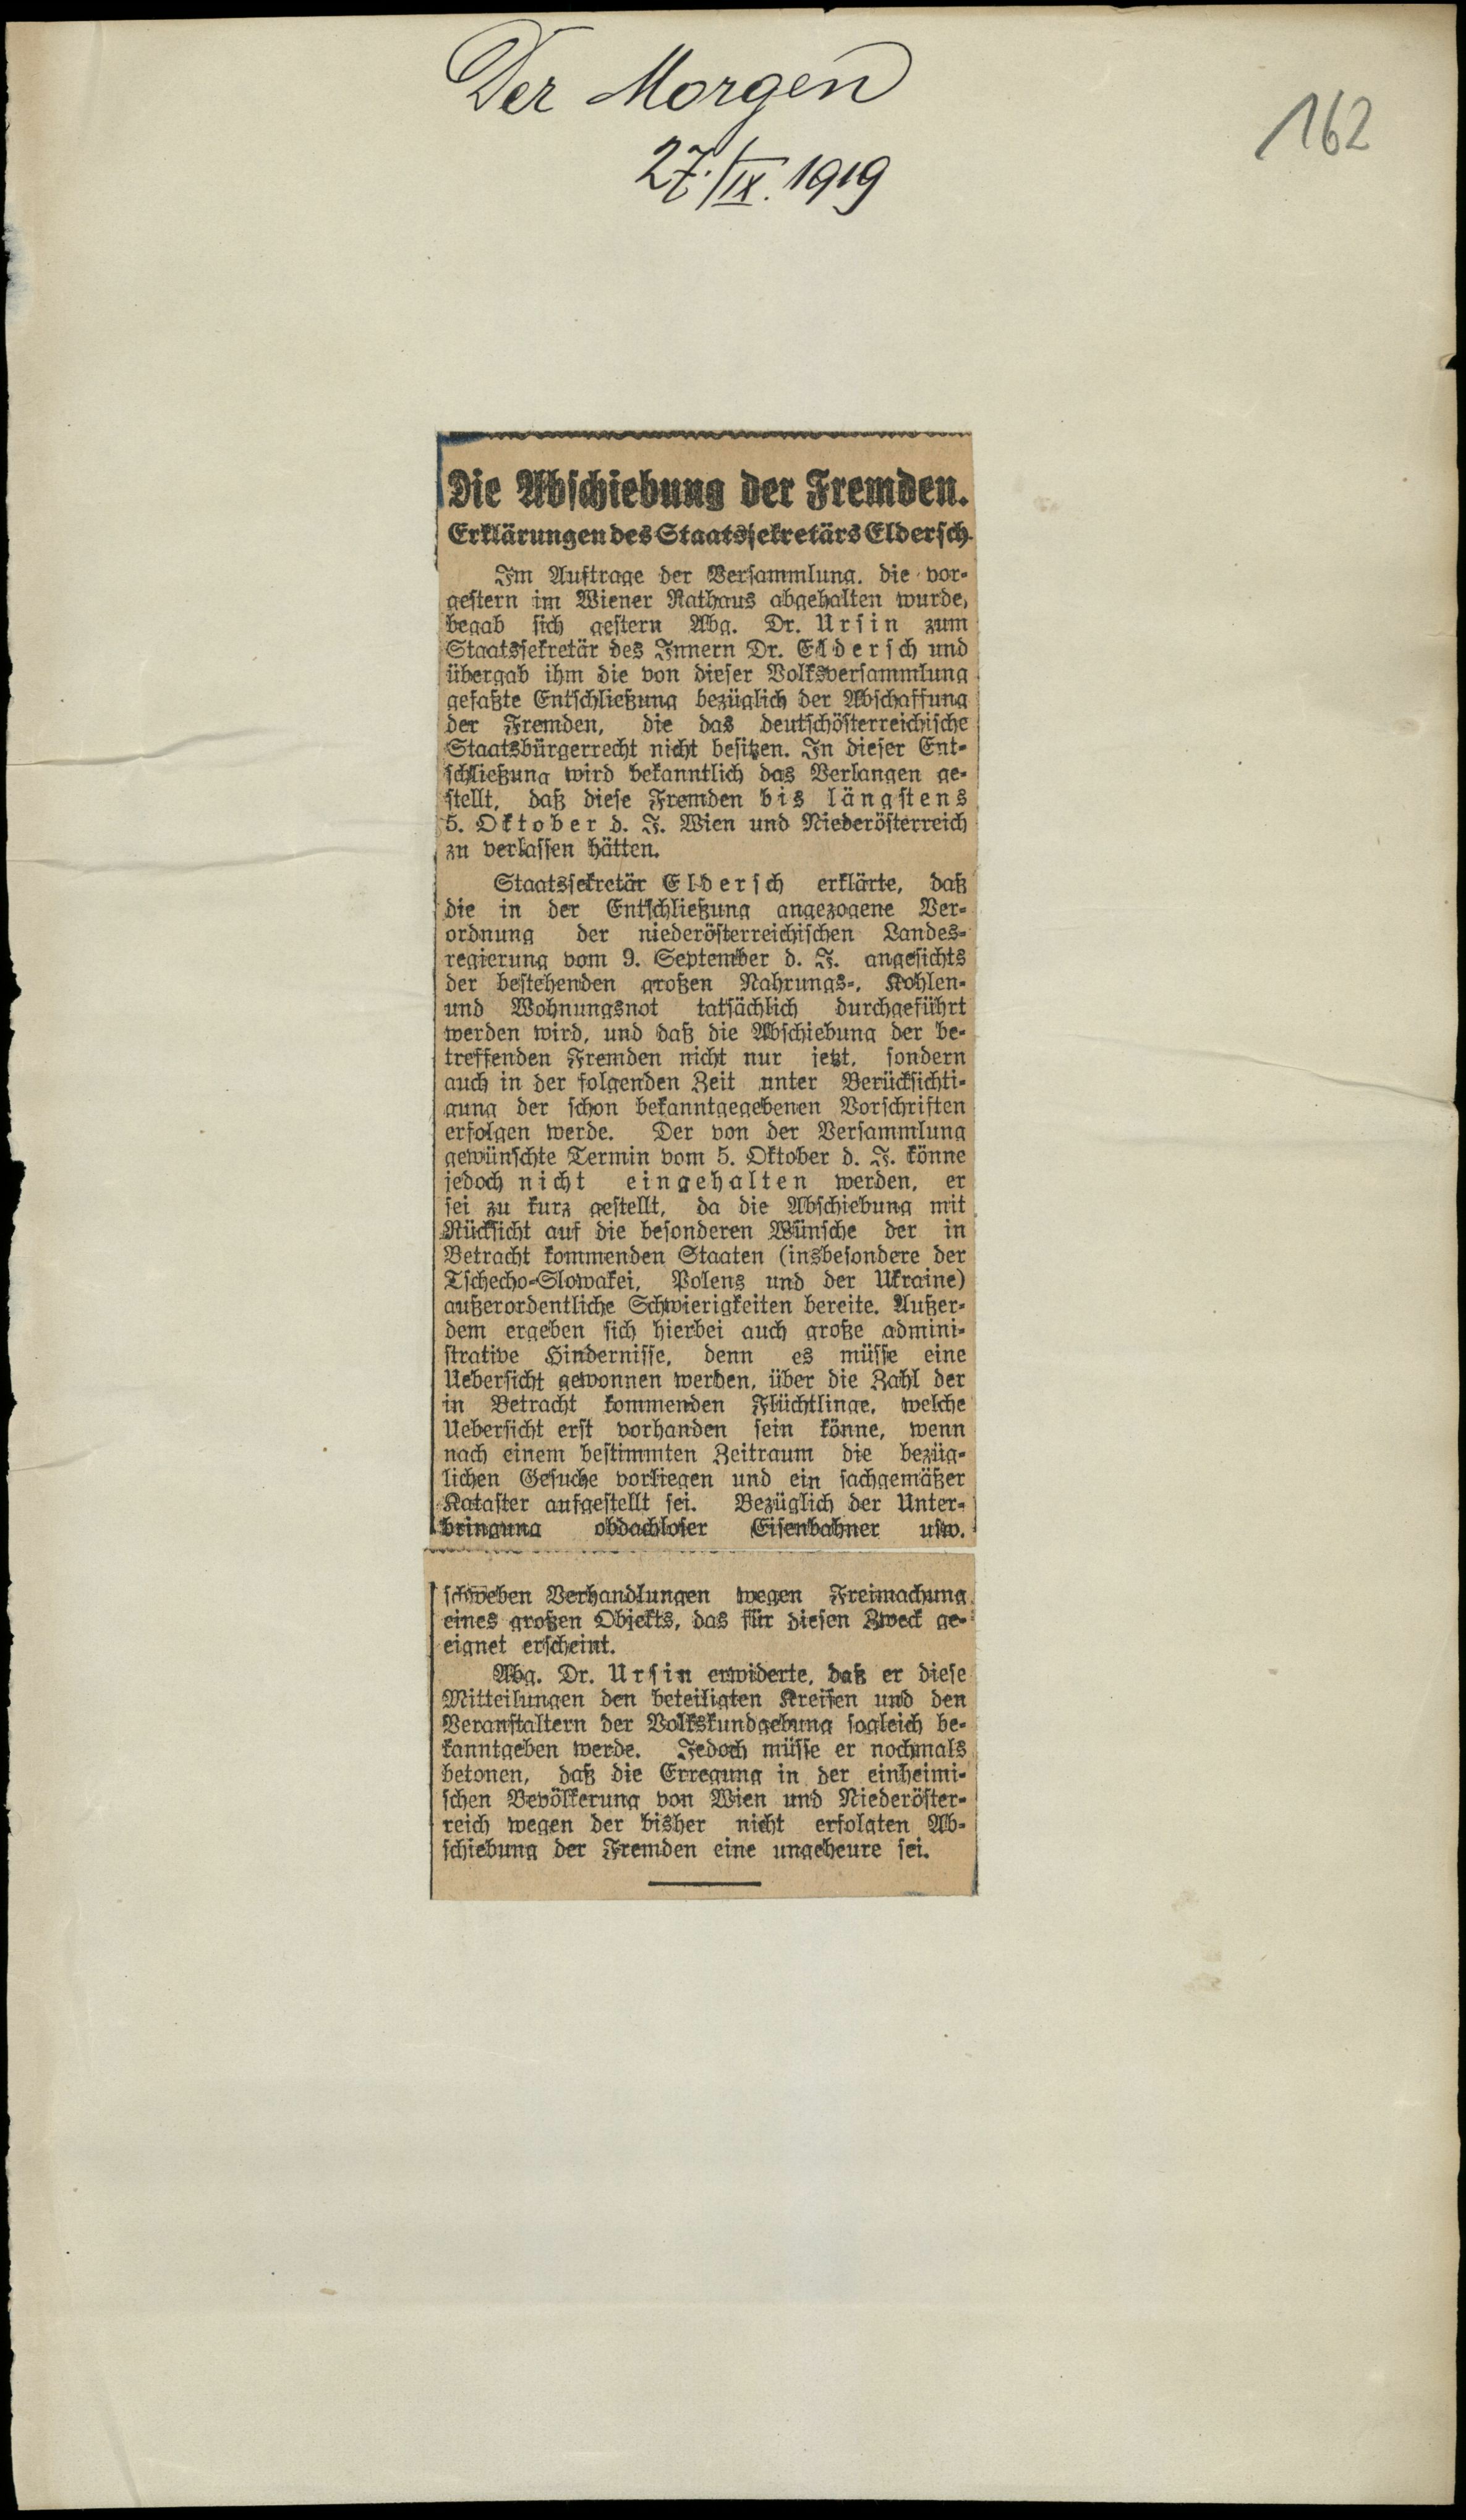 Der Morgen
27./IX. 1919
162
Die Abschiebung der Fremden.
Erklärungen des Staatssekretärs Eldersch.
Im Auftrage der Versammlung, die vor-
gestern im Wiener Rathaus abgehalten wurde,
begab sich gestern Abg. Dr. Ursin zum
Staatssekretär des Innern Dr. Eldersch und
übergab ihm die von dieser Volksversammlung
gefaßte Entschließung bezüglich der Abschaffung
der Fremden, die das deutschösterreichische
Staatsbürgerrecht nicht besitzen. In dieser Ent-
schließung wird bekanntlich das Verlangen ge-
stellt, daß diese Fremden bis längstens
5. Oktober d. J. Wien und Niederösterreich
zu verlassen hätten.
Staatssekretär Eldersch erklärte, daß
die in der Entschließung angezogene Ver-
ordnung der niederösterreichischen Landes-
regierung vom 9. September d. J. angesichts
der bestehenden großen Nahrungs-, Kohlen-
und Wohnungsnot tatsächlich durchgeführt
werden wird, und daß die Abschiebung der be-
treffenden Fremden nicht nur jetzt, sondern
auch in der folgenden Zeit unter Berücksichti-
gung der schon bekanntgegebenen Vorschriften
erfolgen werde. Der von der Versammlung
gewünschte Termin vom 5. Oktober d. J. könne
jedoch nicht eingehalten werden, er
sei zu kurz gestellt, da die Abschiebung mit
Rücksicht auf die besonderen Wünsche der in
Betracht kommenden Staaten (insbesondere der
Tschecho-Slowakei, Polens und der Ukraine)
außerordentliche Schwierigkeiten bereite. Außer-
dem ergeben sich hierbei auch große admini-
strative Hindernisse, denn es müsse eine
Uebersicht gewonnen werden, über die Zahl der
in Betracht kommenden Flüchtlinge, welche
Uebersicht erst vorhanden sein könne, wenn
nach einem bestimmten Zeitraum die bezüg-
lichen Gesuche vorliegen und ein sachgemäßer
Kataster aufgestellt sei. Bezüglich der Unter-
bringung obdachloser Eisenbahner usw.
schweben Verhandlungen wegen Freimachung
eines großen Objekts, das für diesen Zweck ge-
eignet erscheint.
Abg. Dr. Ursin erwiderte, daß er diese
Mitteilungen den beteiligten Kreisen und den
Veranstaltern der Volkskundgebung sogleich be-
kanntgeben werde. Jedoch müsse er nochmals
betonen, daß die Erregung in der einheimi-
schen Bevölkerung von Wien und Niederöster-
reich wegen der bisher nicht erfolgten Ab-
schiebung der Fremden eine ungeheure sei.